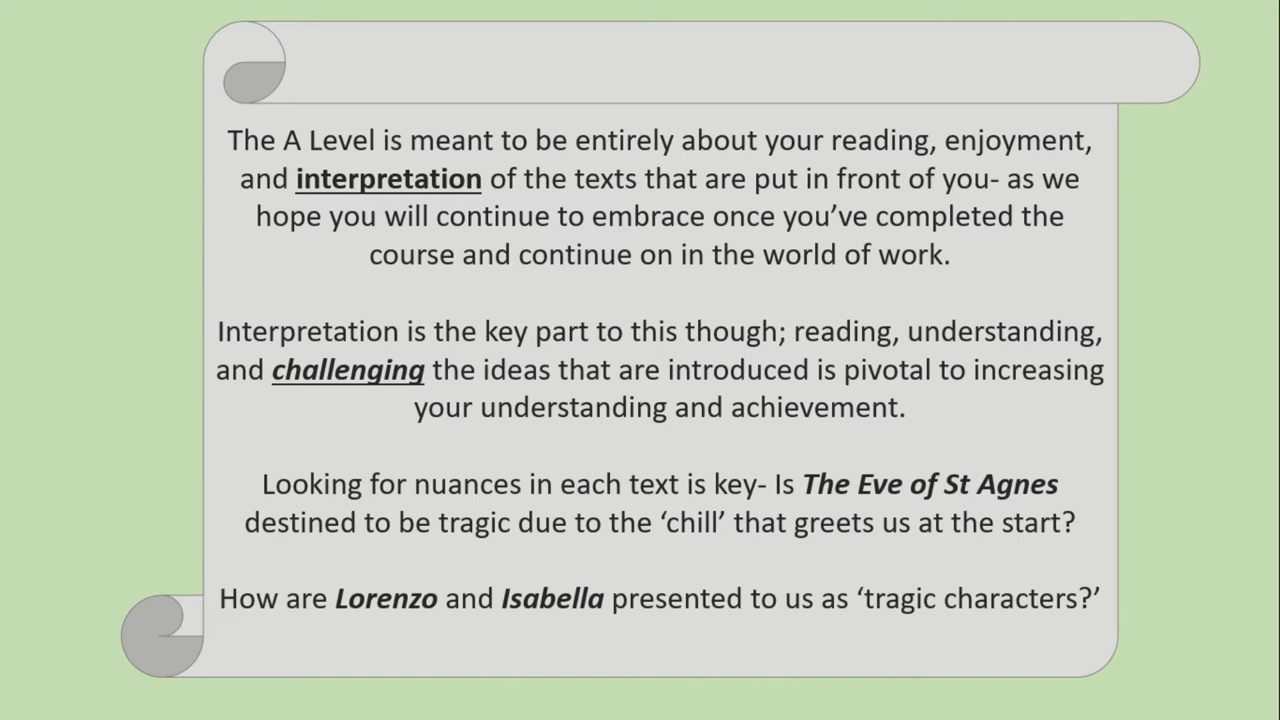 The A Level is meant to be entirely about your reading, enjoyment,
and interpretation of the texts that are put in front of you- as we
hope you will continue to embrace once you’ve completed the
course and continue on in the world of work.
Interpretation is the key part to this though; reading, understanding,
and challenging the ideas that are introduced is pivotal to increasing
your understanding and achievement.
Looking for nuances in each text is key- Is The Eve of St Agnes
destined to be tragic due to the ‘chill’ that greets us at the start?
How are Lorenzo and Isabella presented to us as ‘tragic characters?’